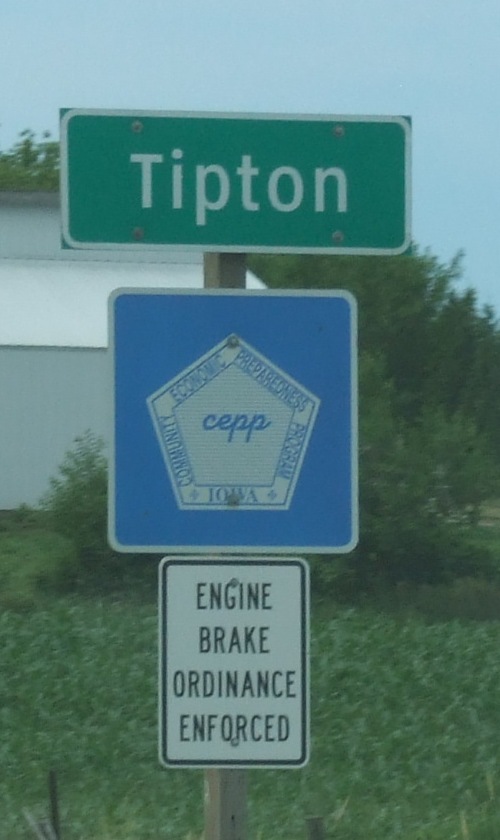 Tipton
COMMUNITY ECONOMIC PREPAREDNESS PROGRAM
cepp
IOWA
ENGINE
BRAKE
ORDINANCE
ENFORCED